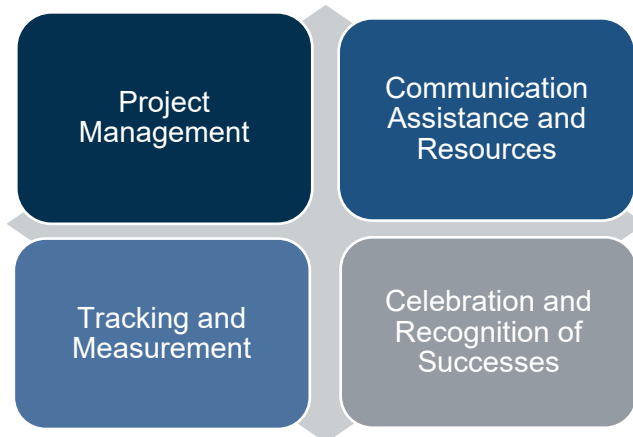 Project
Management
Communication
Assistance and
Resources
Tracking and
Measurement
Celebration and
Recognition of
Successes